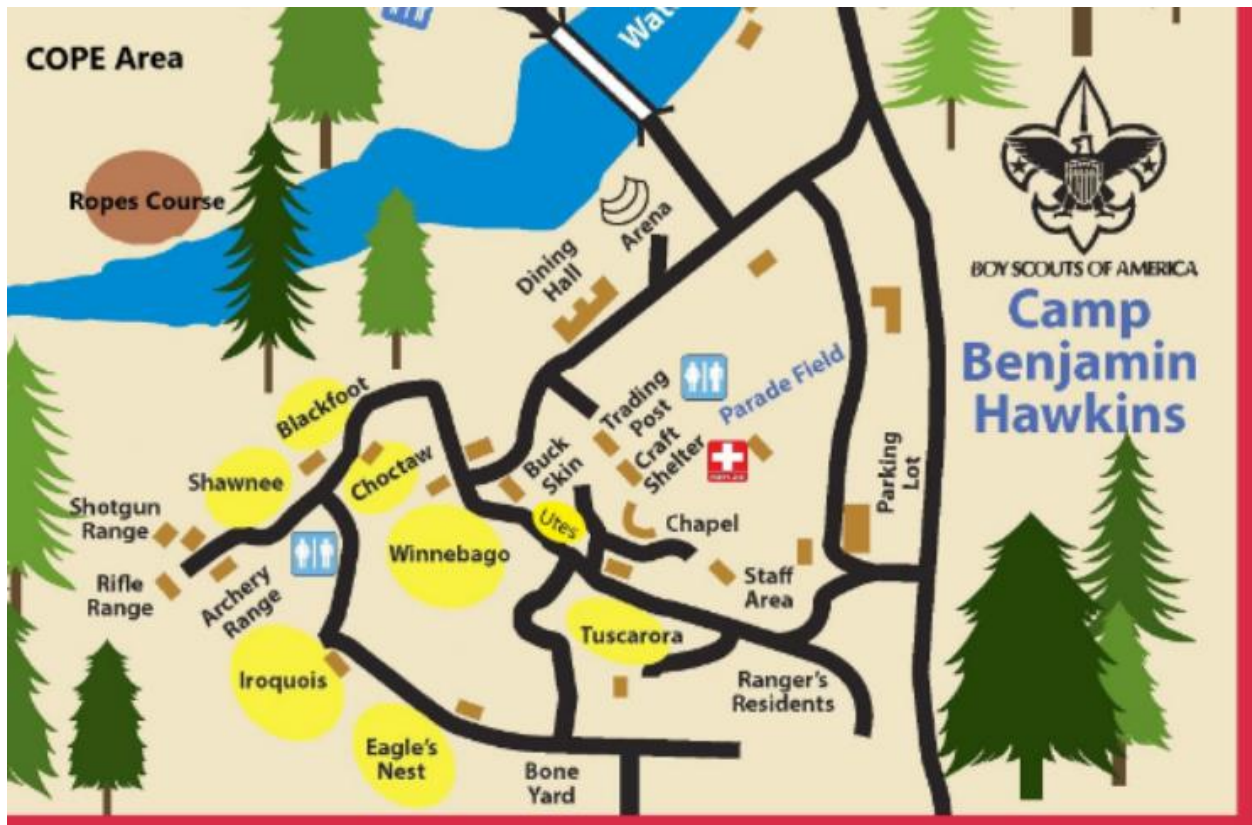 COPE Area
Wat
Ropes Course
Arena
Dining
Hall
BOY SCOUTS OF AMERICA
Camp
Benjamin
Hawkins
Blackfoot
Trading
Post
Parade Field
Craft
Shelter
Buck
Skin
Choctaw
Shawnee
Parking
Lot
Shotgun
Range
Utes
Chapel
Winnebago
Rifle
Range
Archery
Range
Staff
Area
Tuscarora
Iroquois
Ranger's
Residents
Eagle's
Nest
Bone
Yard